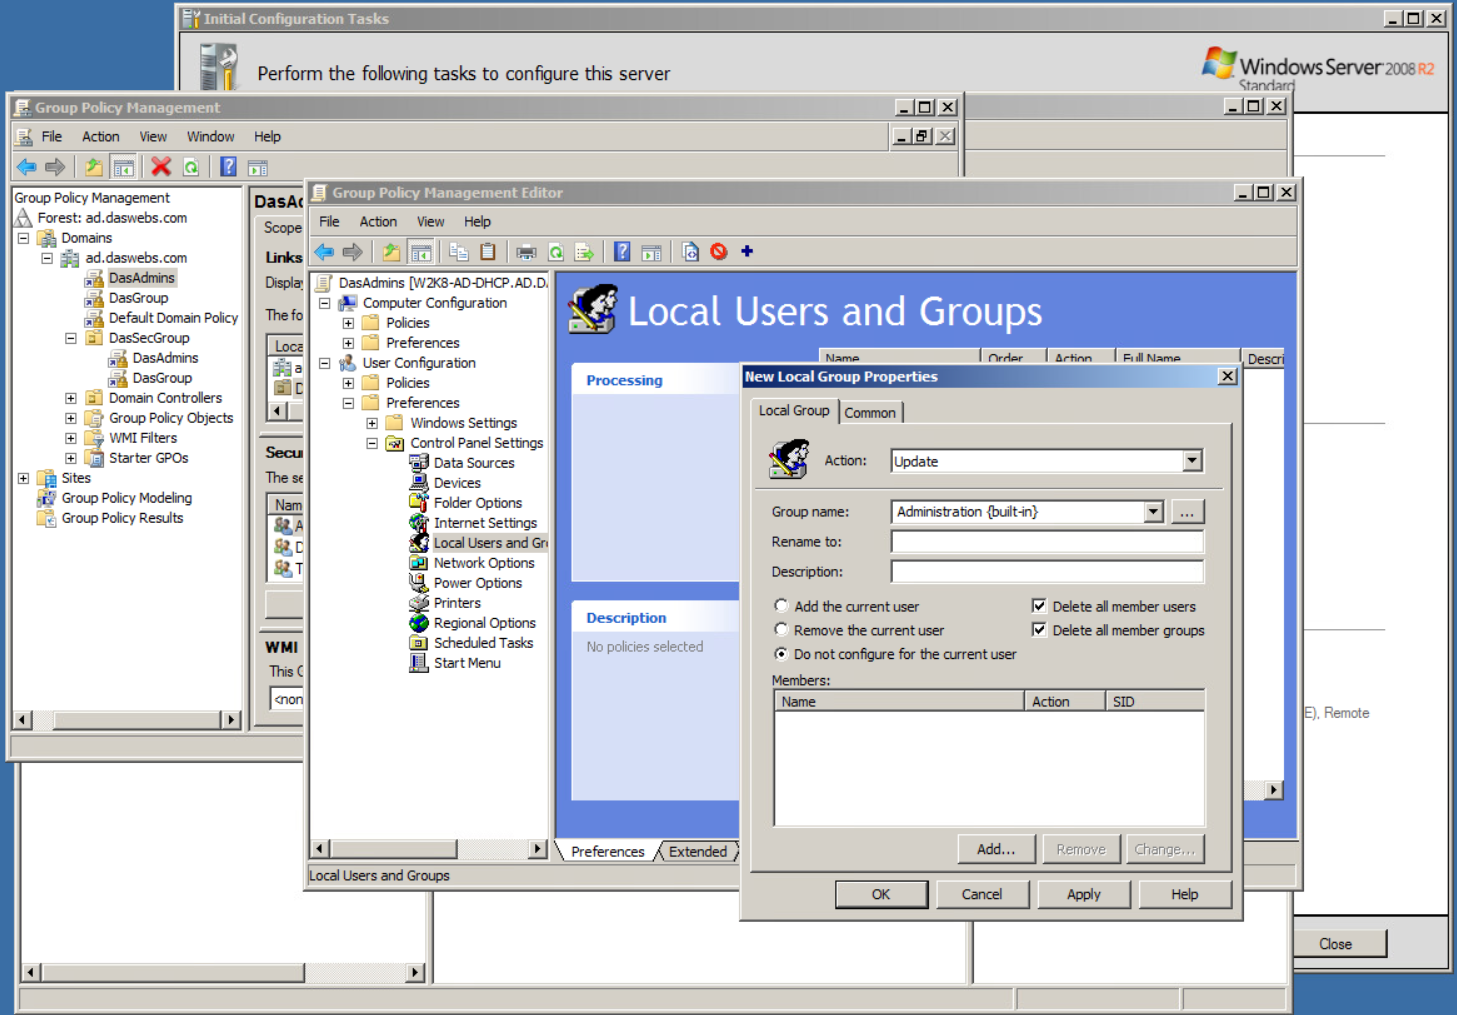 Initial Configuration Tasks
Perform the following tasks to configure this server
Windows Server 2008 R2
Standard
Group Policy Management
File Action View Window Help
Group Policy Management
Forest: ad.daswebs.com
Domains
ad.daswebs.com
DasAdmins
DasGroup
Default Domain Policy
DasSecGroup
DasAdmins
DasGroup
Domain Controllers
Group Policy Objects
WMI Filters
Starter GPOs
Sites
Group Policy Modeling
Group Policy Results
DasAd
Scope
Links
Display
The fo
Loca
a
D
Secur
The se
Nam
A
D
T
WMI
This G
<non
Group Policy Management Editor
File Action View Help
DasAdmins [W2K8-AD-DHCP.AD.D
Computer Configuration
Policies
Preferences
User Configuration
Policies
Preferences
Windows Settings
Control Panel Settings
Data Sources
Devices
Folder Options
Internet Settings
Local Users and Gro
Network Options
Power Options
Printers
Regional Options
Scheduled Tasks
Start Menu
Local Users and Groups
Name Order Action Full Name Descri
Processing
Description
No policies selected
Preferences Extended
Local Users and Groups
New Local Group Properties
Local Group Common
Action: Update
Group name: Administration {built-in} ...
Rename to:
Description:
Add the current user
Delete all member users
Remove the current user
Delete all member groups
Do not configure for the current user
Members:
Name Action SID
Add... Remove Change...
OK Cancel Apply Help
E), Remote
Close